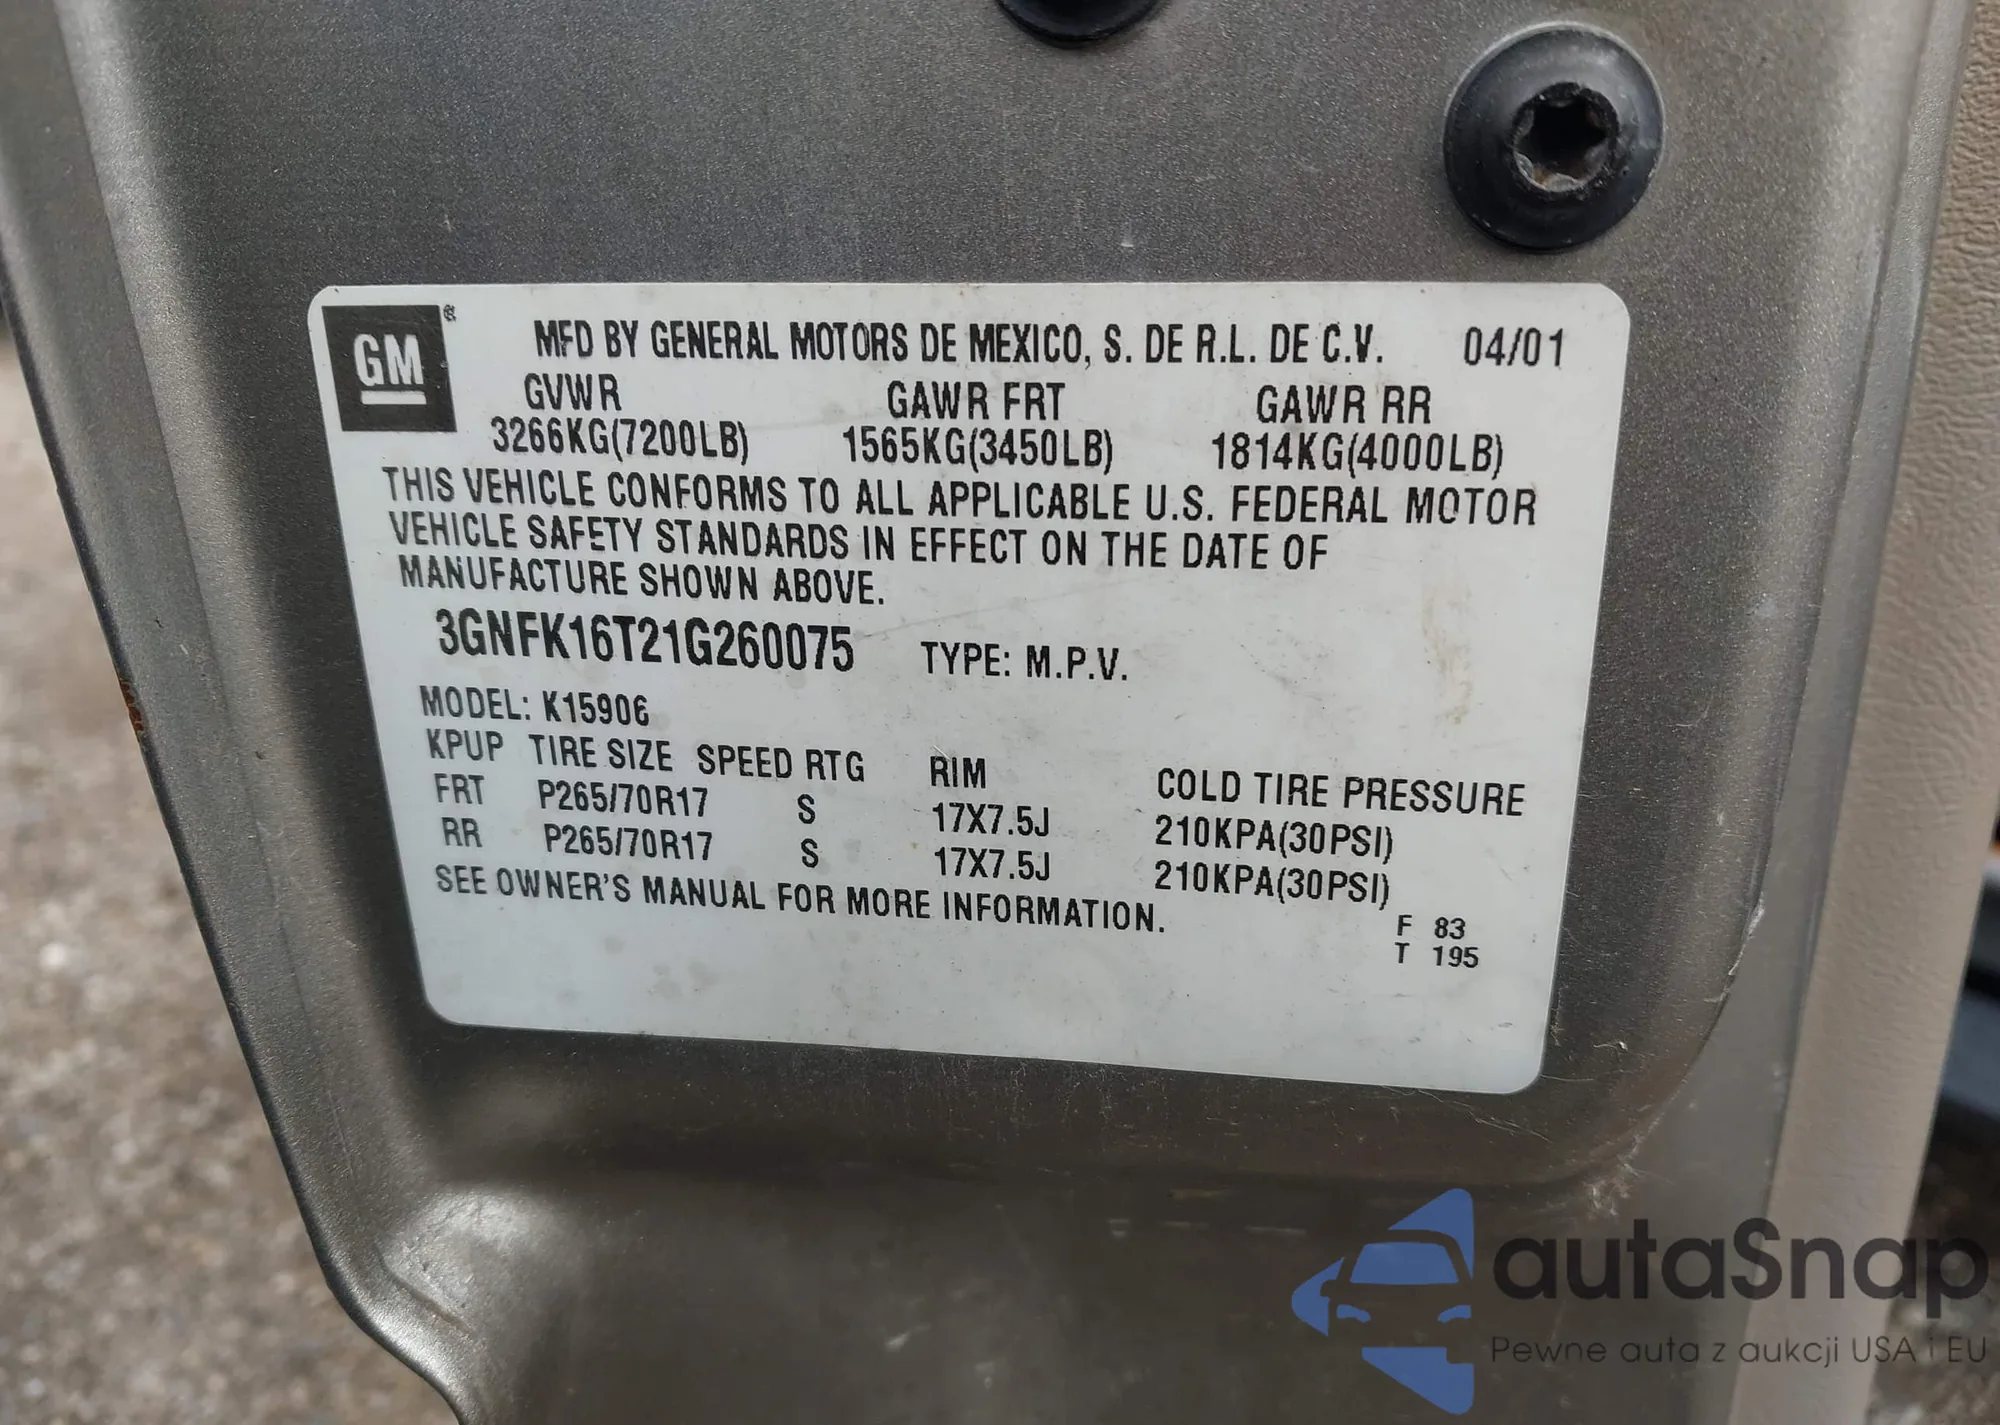 GM®
MFD BY GENERAL MOTORS DE MEXICO, S. DE R.L. DE C.V. 04/01
GVWR GAWR FRT GAWR RR
3266KG(7200LB) 1565KG(3450LB) 1814KG(4000LB)
THIS VEHICLE CONFORMS TO ALL APPLICABLE U.S. FEDERAL MOTOR
VEHICLE SAFETY STANDARDS IN EFFECT ON THE DATE OF
MANUFACTURE SHOWN ABOVE.
3GNFK16T21G260075 TYPE: M.P.V.
MODEL: K15906
KPUP TIRE SIZE SPEED RTG RIM COLD TIRE PRESSURE
FRT P265/70R17 S 17X7.5J 210KPA(30PSI)
RR P265/70R17 S 17X7.5J 210KPA(30PSI)
SEE OWNER'S MANUAL FOR MORE INFORMATION.
F 83
T 195
autaSnap
Pewne auta z aukcji USA i EU